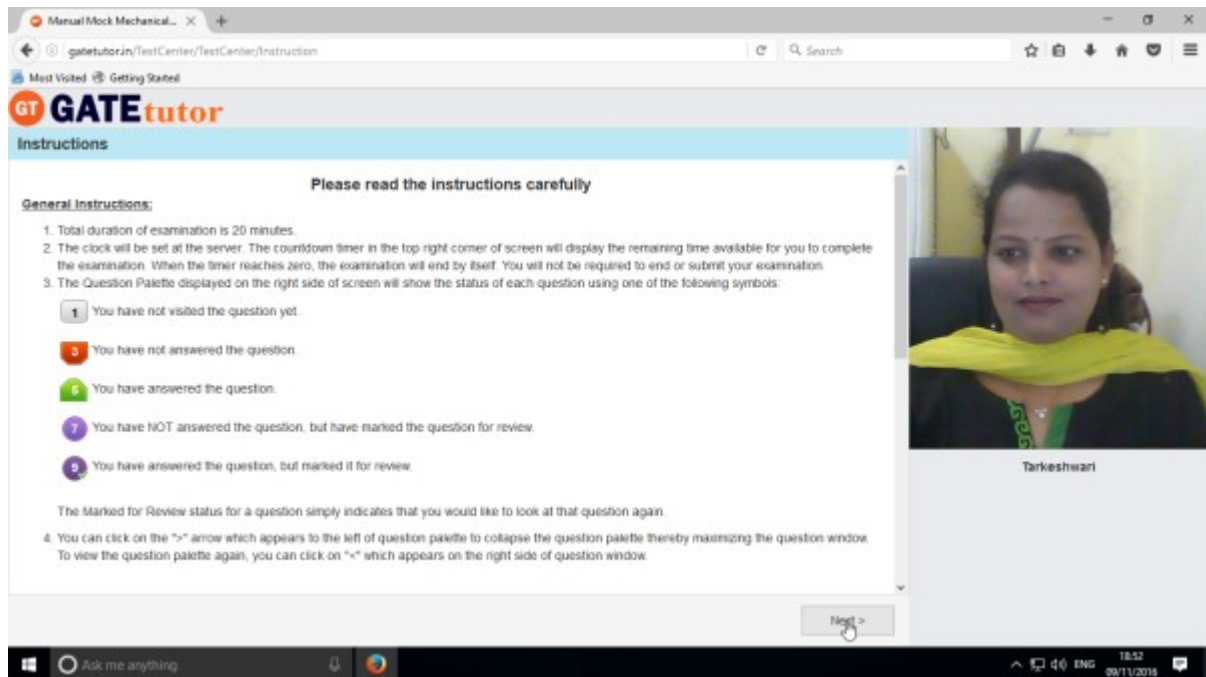 Manual Mock Mechanical...
gatetutor.in/TestCenter/TestCenter/Instruction
Search
Most Visited Getting Started
GT GATEtutor
Instructions
Please read the instructions carefully
General Instructions:
1. Total duration of examination is 20 minutes.
2. The clock will be set at the server. The countdown timer in the top right corner of screen will display the remaining time available for you to complete
the examination. When the timer reaches zero, the examination will end by itself. You will not be required to end or submit your examination.
3. The Question Palette displayed on the right side of screen will show the status of each question using one of the following symbols:
1 You have not visited the question yet.
3 You have not answered the question.
5 You have answered the question.
7 You have NOT answered the question, but have marked the question for review.
9 You have answered the question, but marked it for review.
Tarkeshwari
The Marked for Review status for a question simply indicates that you would like to look at that question again.
4. You can click on the ">" arrow which appears to the left of question palette to collapse the question palette thereby maximizing the question window.
To view the question palette again, you can click on "<" which appears on the right side of question window.
Next >
Ask me anything
ENG
18:52
09/11/2016